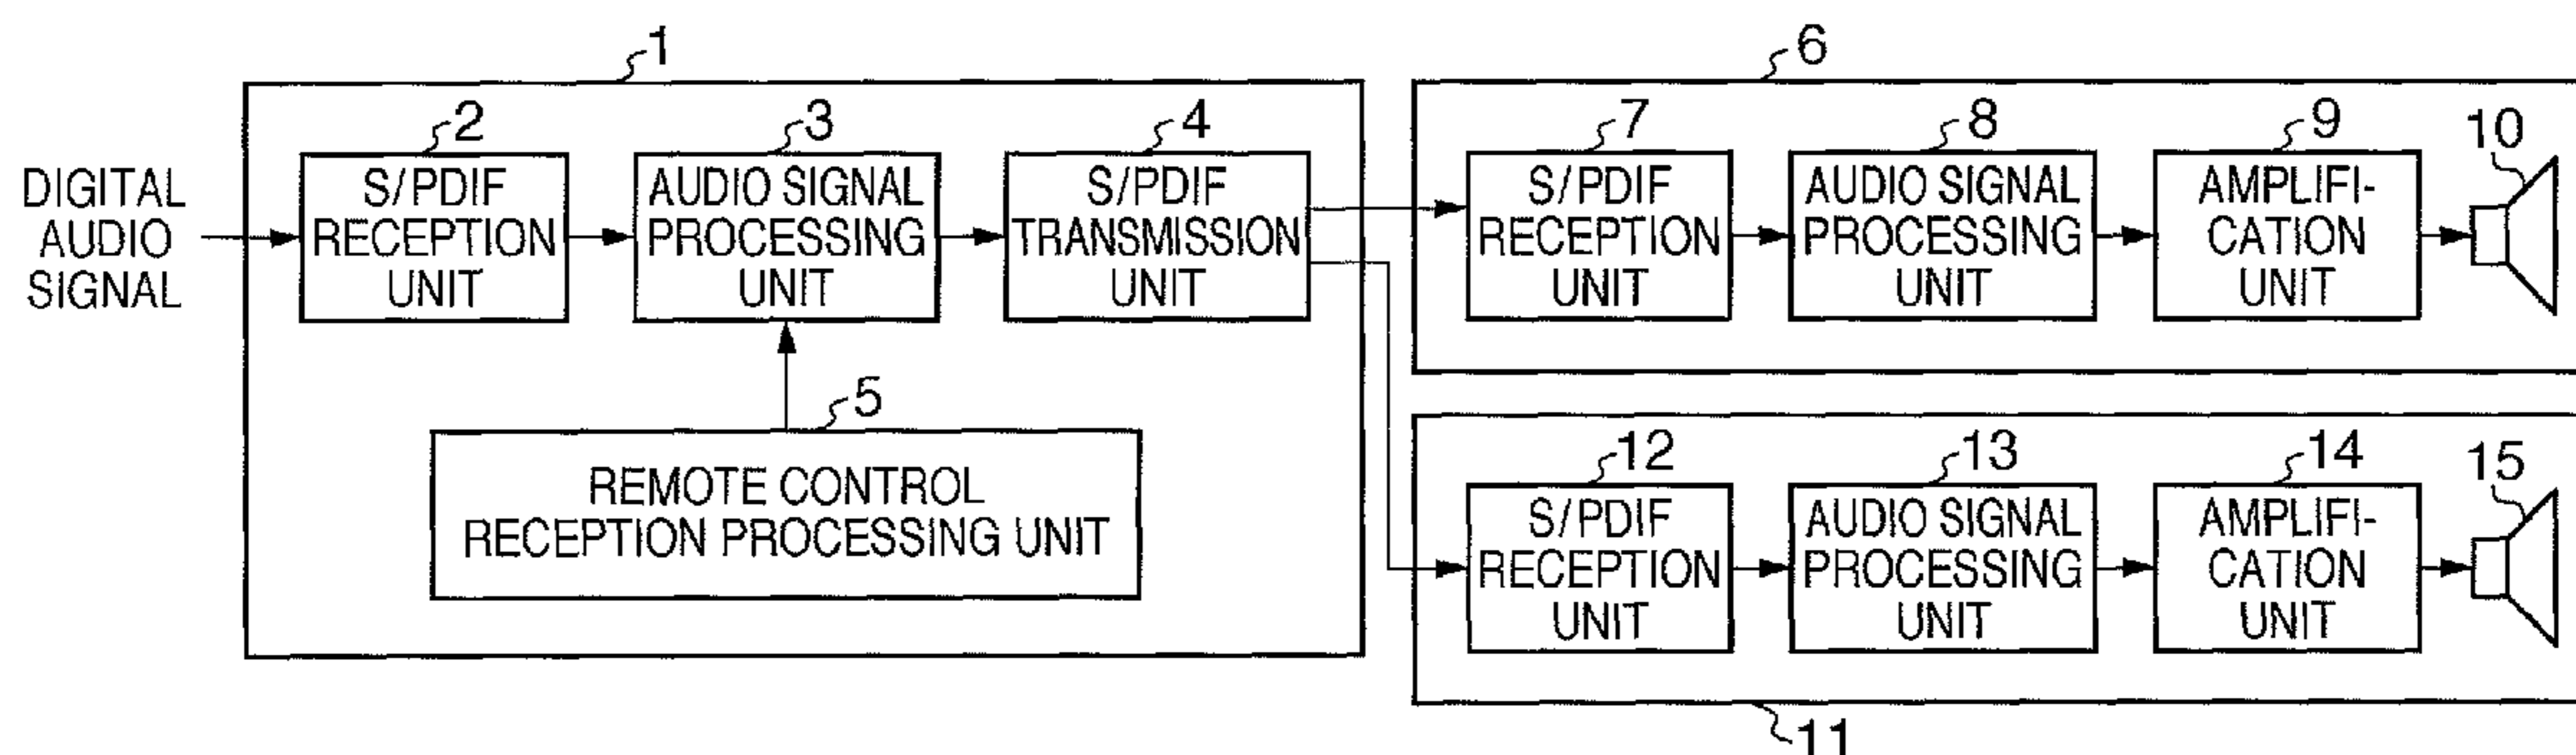 1
6
2
3
4
7
8
9
10
DIGITAL
AUDIO
SIGNAL
S/PDIF
RECEPTION
UNIT
AUDIO SIGNAL
PROCESSING
UNIT
S/PDIF
TRANSMISSION
UNIT
S/PDIF
RECEPTION
UNIT
AUDIO SIGNAL
PROCESSING
UNIT
AMPLIFI-
CATION
UNIT
5
REMOTE CONTROL
RECEPTION PROCESSING UNIT
12
13
14
15
S/PDIF
RECEPTION
UNIT
AUDIO SIGNAL
PROCESSING
UNIT
AMPLIFI-
CATION
UNIT
11